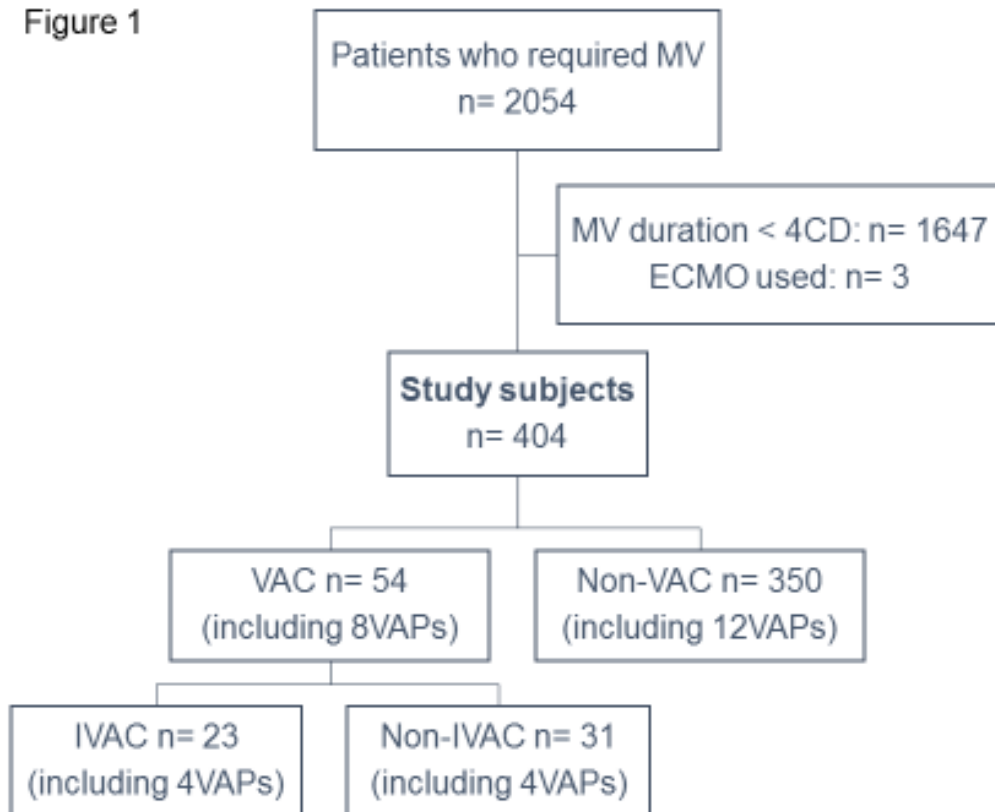 Figure 1
Patients who required MV
n= 2054
MV duration < 4CD: n= 1647
ECMO used: n= 3
Study subjects
n= 404
VAC n= 54
(including 8VAPs)
Non-VAC n= 350
(including 12VAPs)
IVAC n= 23
(including 4VAPs)
Non-IVAC n= 31
(including 4VAPs)